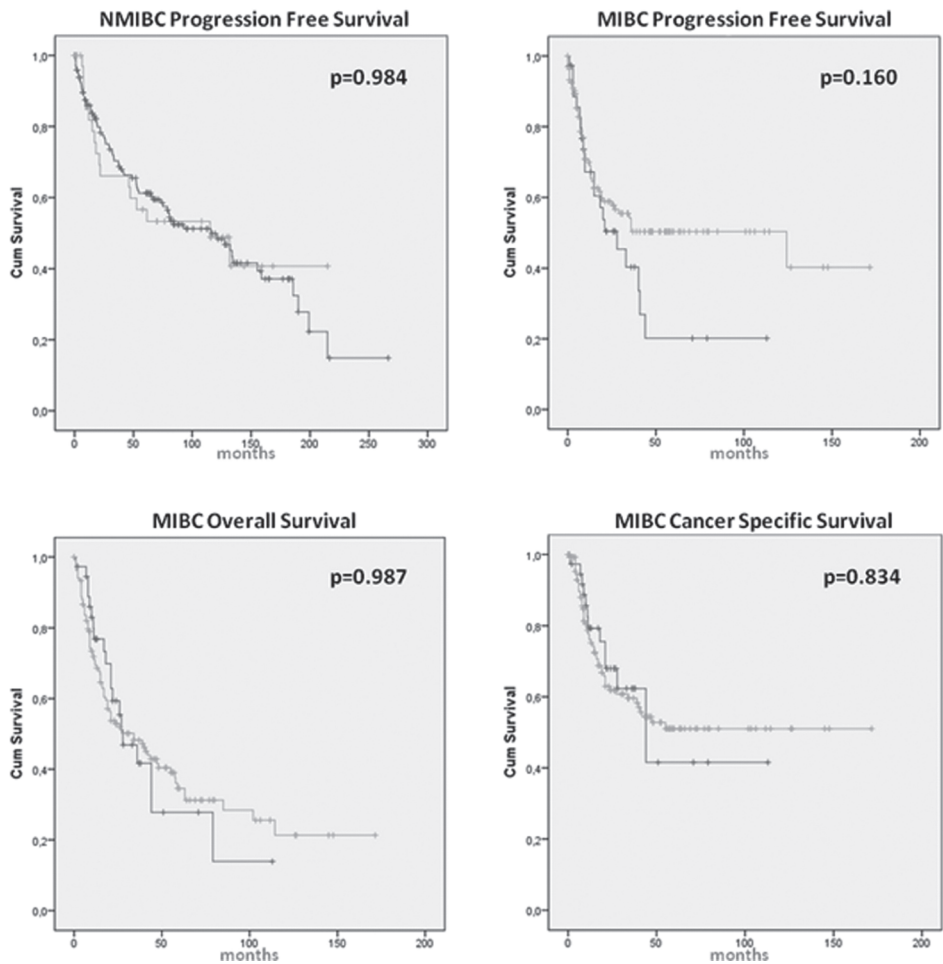 NMIBC Progression Free Survival
p=0.984
Cum Survival
1,0
0,8
0,6
0,4
0,2
0,0
0 50 100 150 200 250 300
months
MIBC Progression Free Survival
p=0.160
Cum Survival
1,0
0,8
0,6
0,4
0,2
0,0
0 50 100 150 200
months
MIBC Overall Survival
p=0.987
Cum Survival
1,0
0,8
0,6
0,4
0,2
0,0
0 50 100 150 200
months
MIBC Cancer Specific Survival
p=0.834
Cum Survival
1,0
0,8
0,6
0,4
0,2
0,0
0 50 100 150 200
months